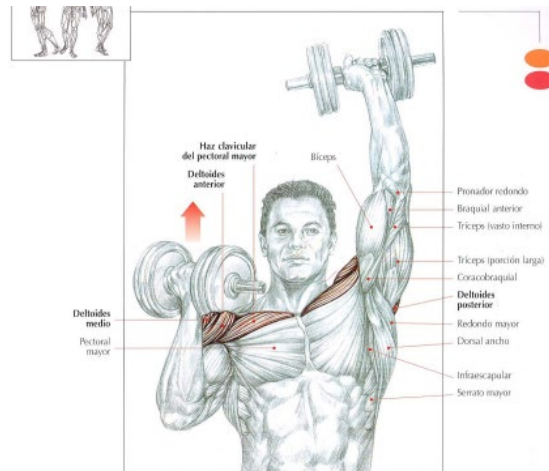 Haz clavicular
del pectoral mayor
Deltoides
anterior
Bíceps
Pronador redondo
Braquial anterior
Tríceps (vasto interno)
Tríceps (porción larga)
Coracobraquial
Deltoides
posterior
Redondo mayor
Dorsal ancho
Infraescapular
Serrato mayor
Deltoides
medio
Pectoral
mayor